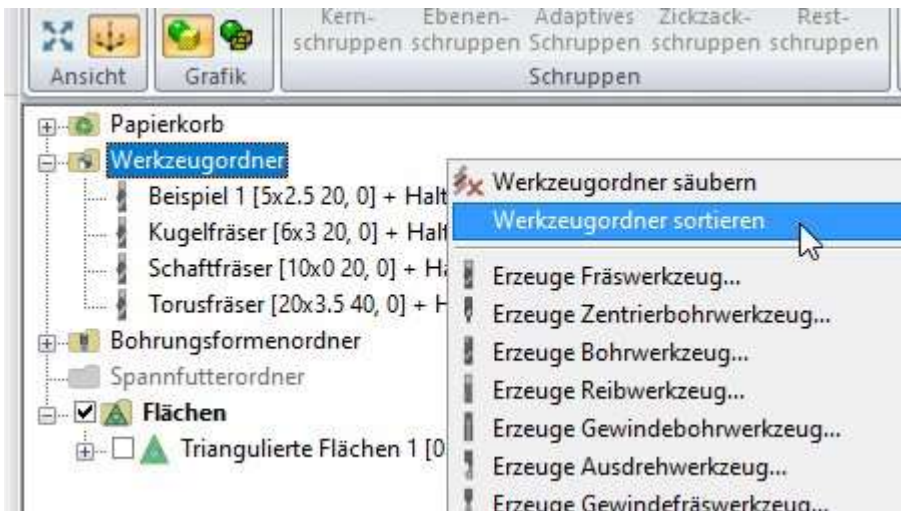 Kern- Ebenen- Adaptives Zickzack- Rest-
schruppen schruppen Schruppen schruppen schruppen
Ansicht Grafik Schruppen
Papierkorb
Werkzeugordner
Beispiel 1 [5x2.5 20, 0] + Halt
Kugelfräser [6x3 20, 0] + Half
Schaftfräser [10x0 20, 0] + Ha
Torusfräser [20x3.5 40, 0] + H
Bohrungsformenordner
Spannfutterordner
Flächen
Triangulierte Flächen 1 [0
Werkzeugordner säubern
Werkzeugordner sortieren
Erzeuge Fräswerkzeug...
Erzeuge Zentrierbohrwerkzeug...
Erzeuge Bohrwerkzeug...
Erzeuge Reibwerkzeug...
Erzeuge Gewindebohrwerkzeug...
Erzeuge Ausdrehwerkzeug...
Erzeuge Gewindefräswerkzeug...